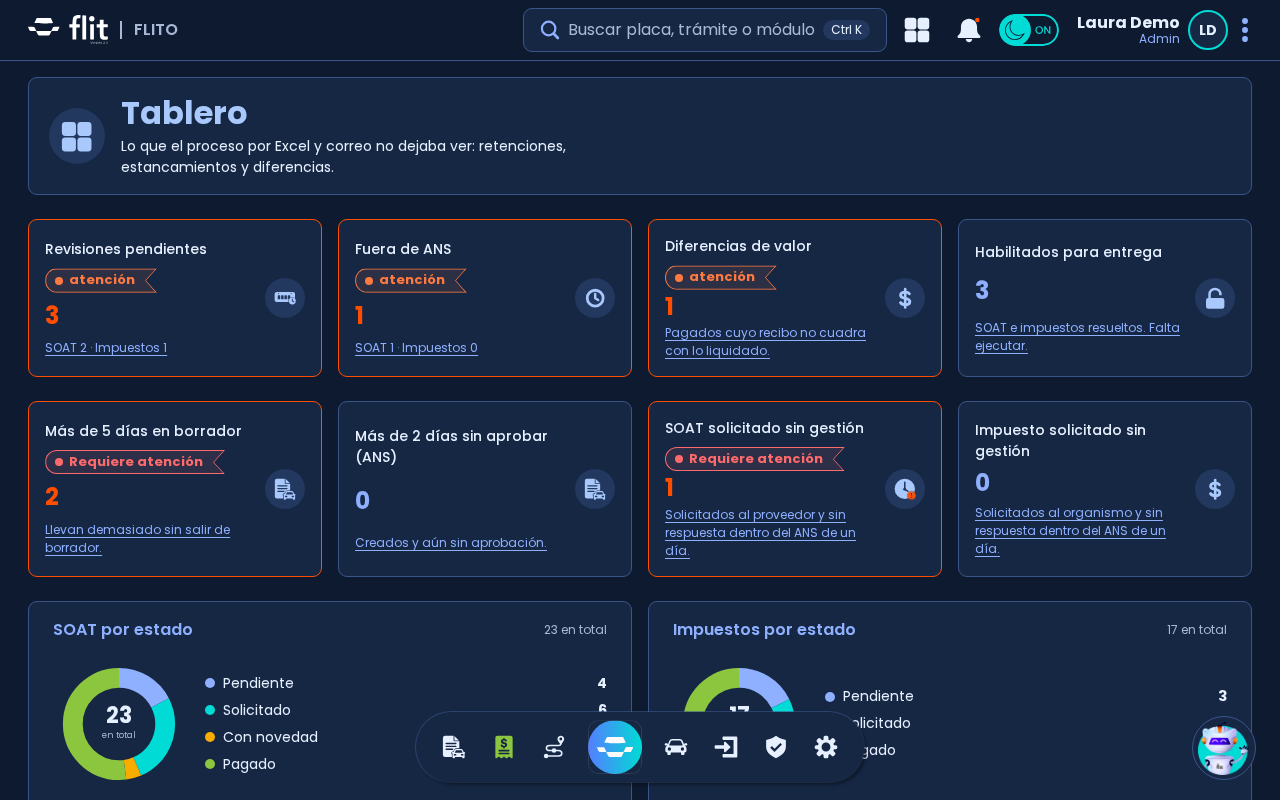 flit
FLITO
Buscar placa, trámite o módulo
Ctrl K
ON
Laura Demo
Admin
LD
Tablero
Lo que el proceso por Excel y correo no dejaba ver: retenciones,
estancamientos y diferencias.
Revisiones pendientes
atención
3
SOAT 2 · Impuestos 1
Fuera de ANS
atención
1
SOAT 1 · Impuestos 0
Diferencias de valor
atención
1
Pagados cuyo recibo no cuadra
con lo liquidado.
Habilitados para entrega
3
SOAT e impuestos resueltos. Falta
ejecutar.
Más de 5 días en borrador
Requiere atención
2
Llevan demasiado sin salir de
borrador.
Más de 2 días sin aprobar
(ANS)
0
Creados y aún sin aprobación.
SOAT solicitado sin gestión
Requiere atención
1
Solicitados al proveedor y sin
respuesta dentro del ANS de un
día.
Impuesto solicitado sin
gestión
0
Solicitados al organismo y sin
respuesta dentro del ANS de un
día.
SOAT por estado
23 en total
23
en total
Pendiente
4
Solicitado
6
Con novedad
Pagado
Impuestos por estado
17 en total
17
Pendiente
3
olicitado
gado